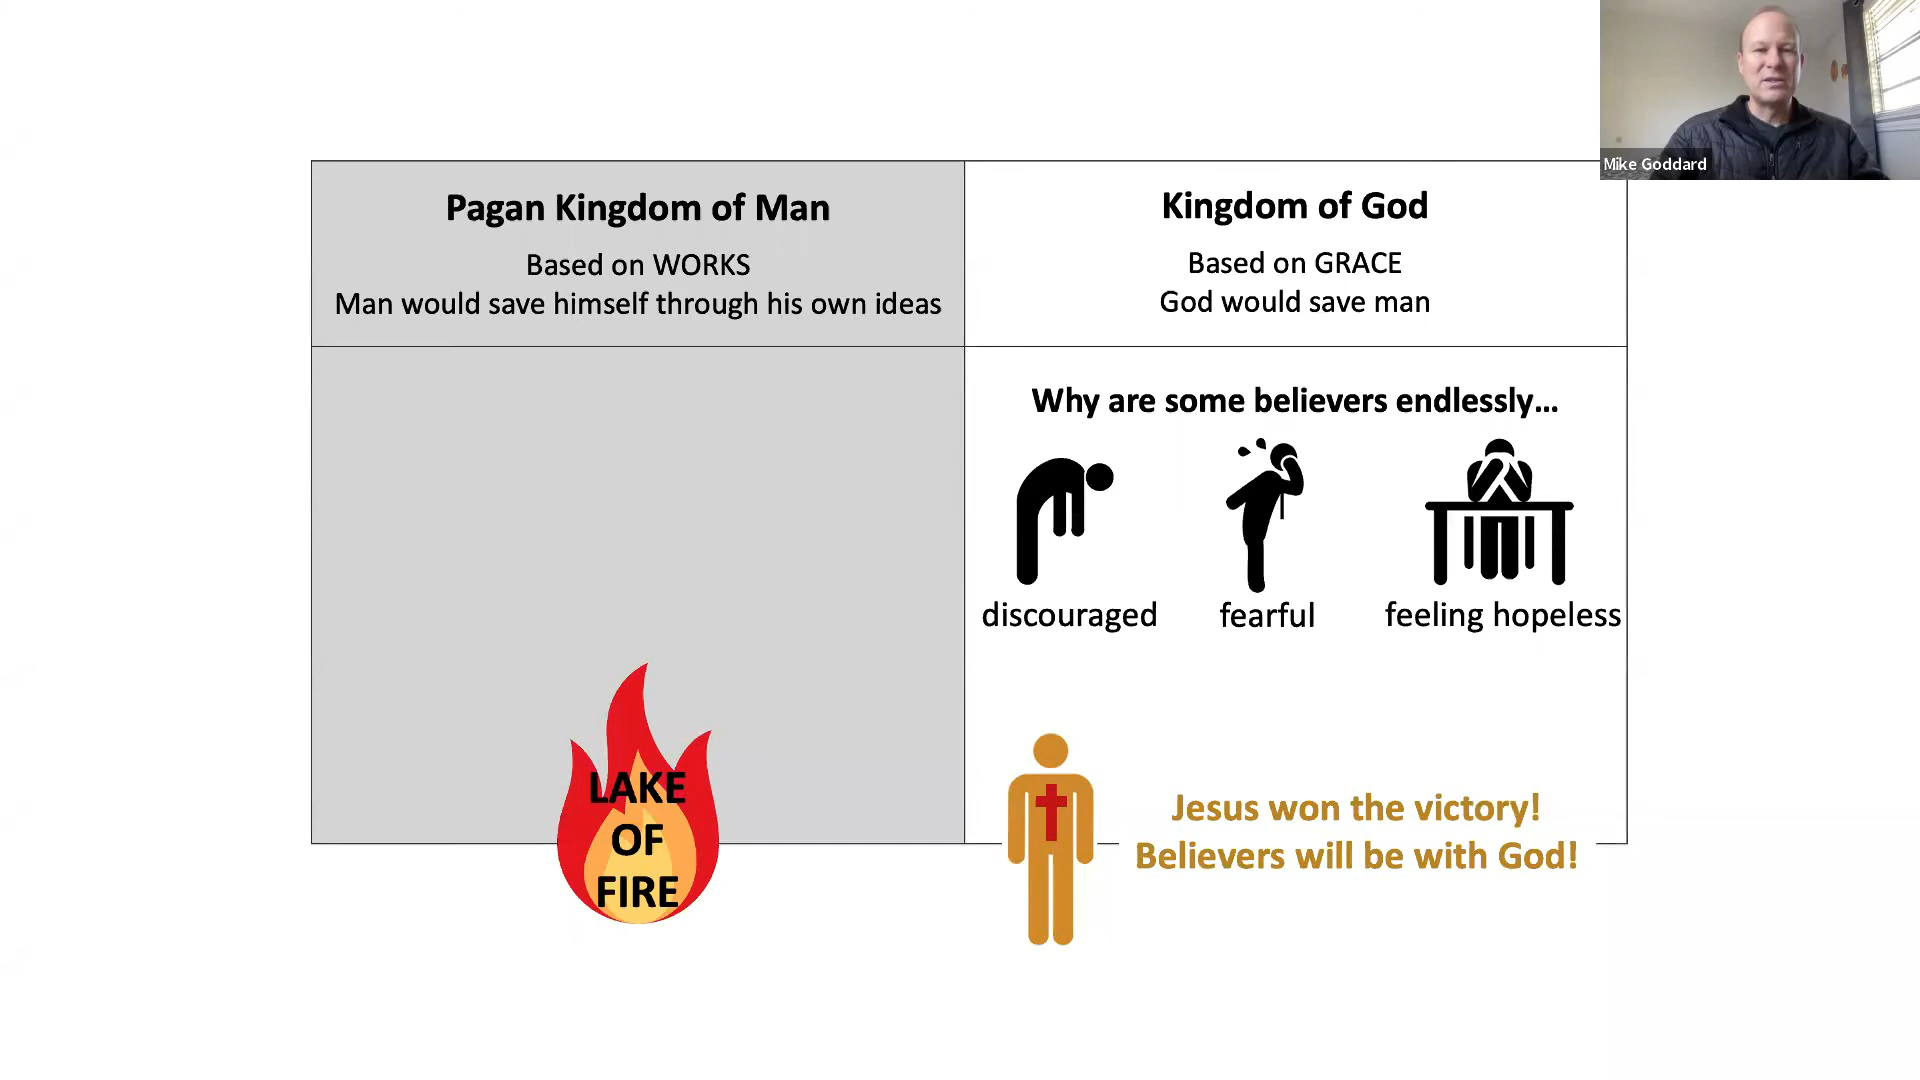 Mike Goddard
Pagan Kingdom of Man
Based on WORKS
Man would save himself through his own ideas
Kingdom of God
Based on GRACE
God would save man
Why are some believers endlessly...
discouraged
fearful
feeling hopeless
LAKE
OF
FIRE
Jesus won the victory!
Believers will be with God!